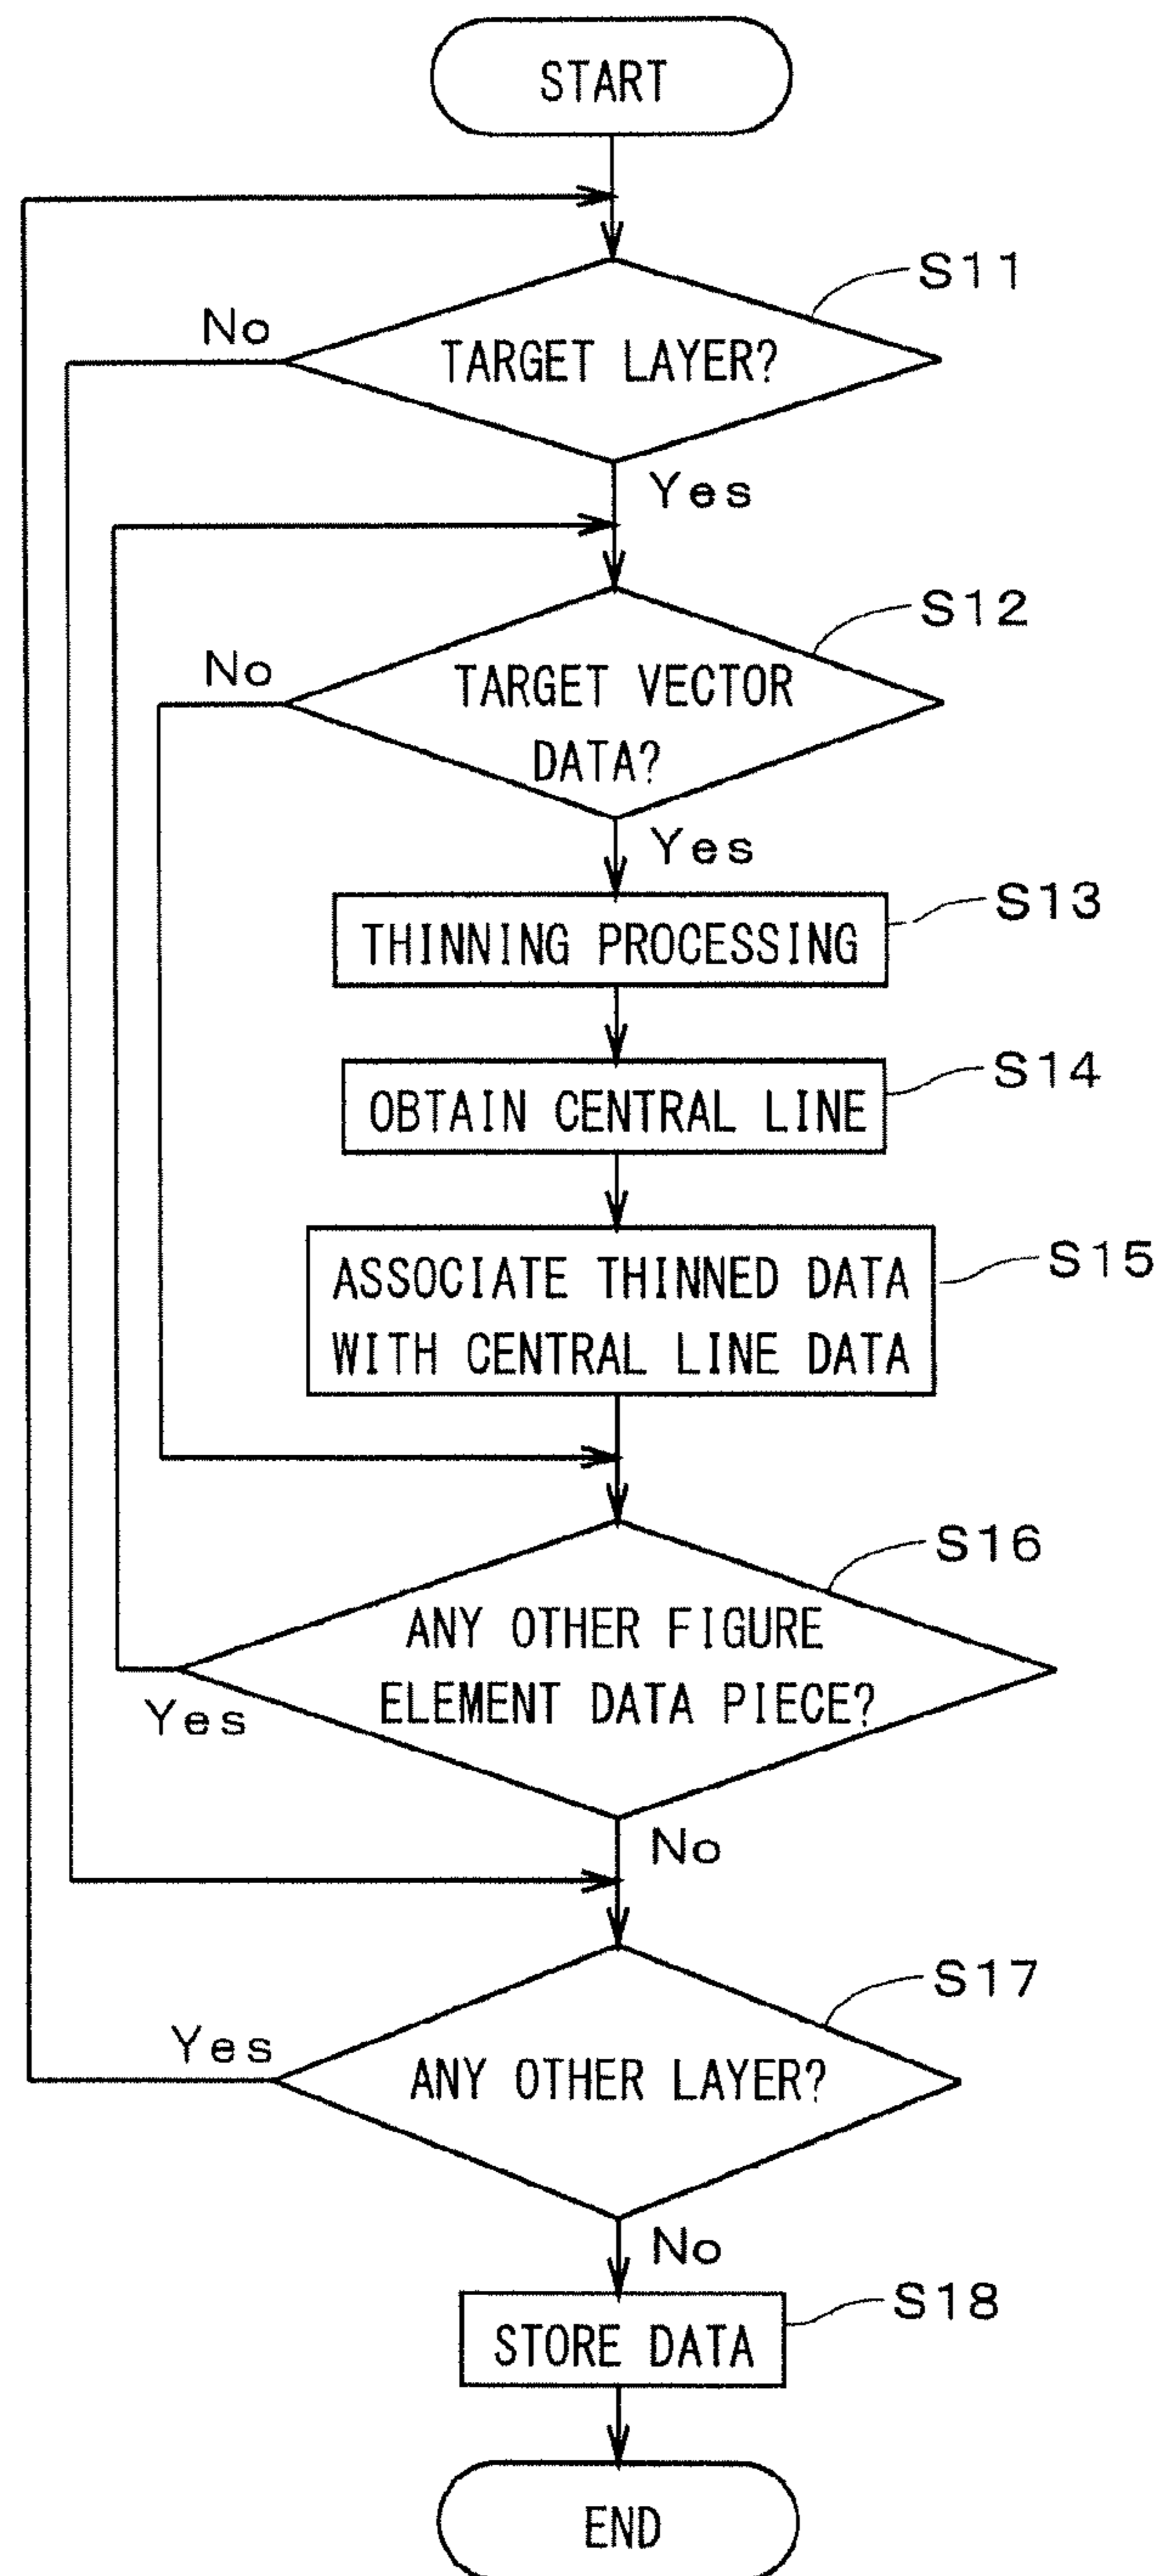 START
S11
No
TARGET LAYER?
Yes
S12
No
TARGET VECTOR
DATA?
Yes
S13
THINNING PROCESSING
S14
OBTAIN CENTRAL LINE
S15
ASSOCIATE THINNED DATA
WITH CENTRAL LINE DATA
S16
ANY OTHER FIGURE
ELEMENT DATA PIECE?
Yes
No
S17
Yes
ANY OTHER LAYER?
No
S18
STORE DATA
END